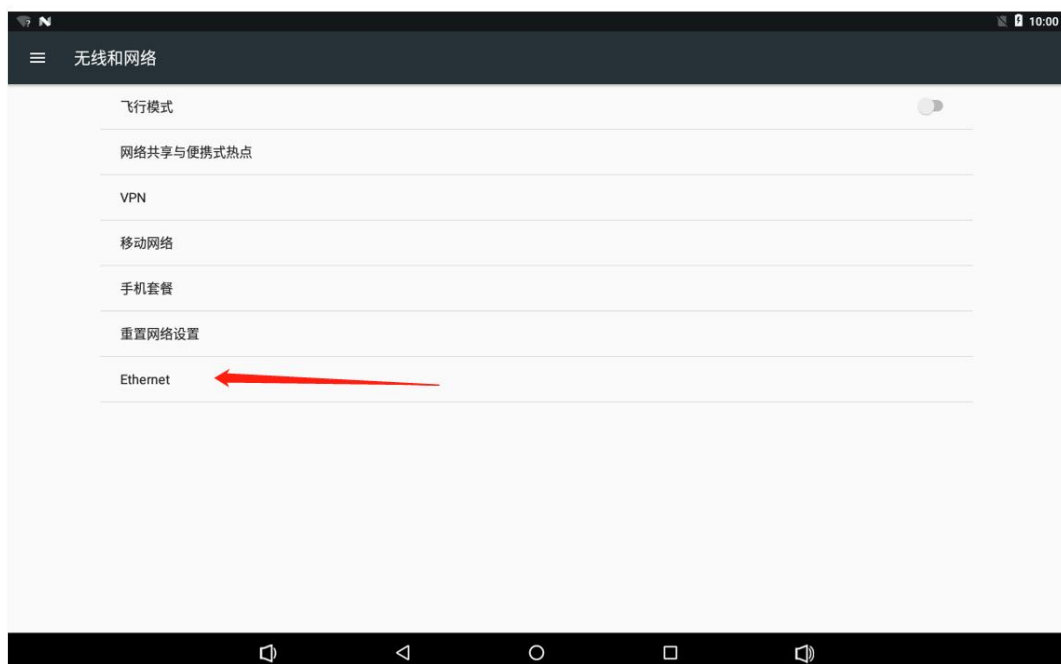 10:00
无线和网络
飞行模式
网络共享与便携式热点
VPN
移动网络
手机套餐
重置网络设置
Ethernet